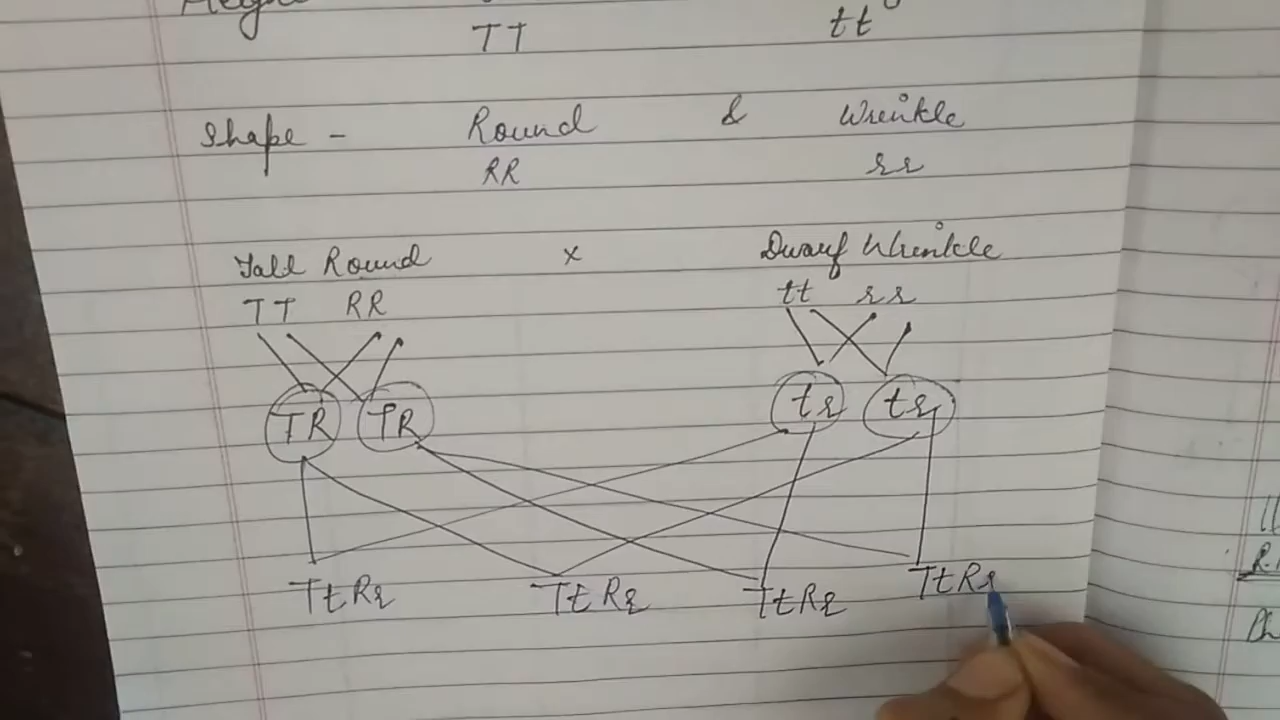 Height
TT tt
Shape - Round & Wrinkle
RR rr
Tall Round x Dwarf Wrinkle
TT RR tt rr
TR TR tr tr
TtRr TtRr TtRr TtRr